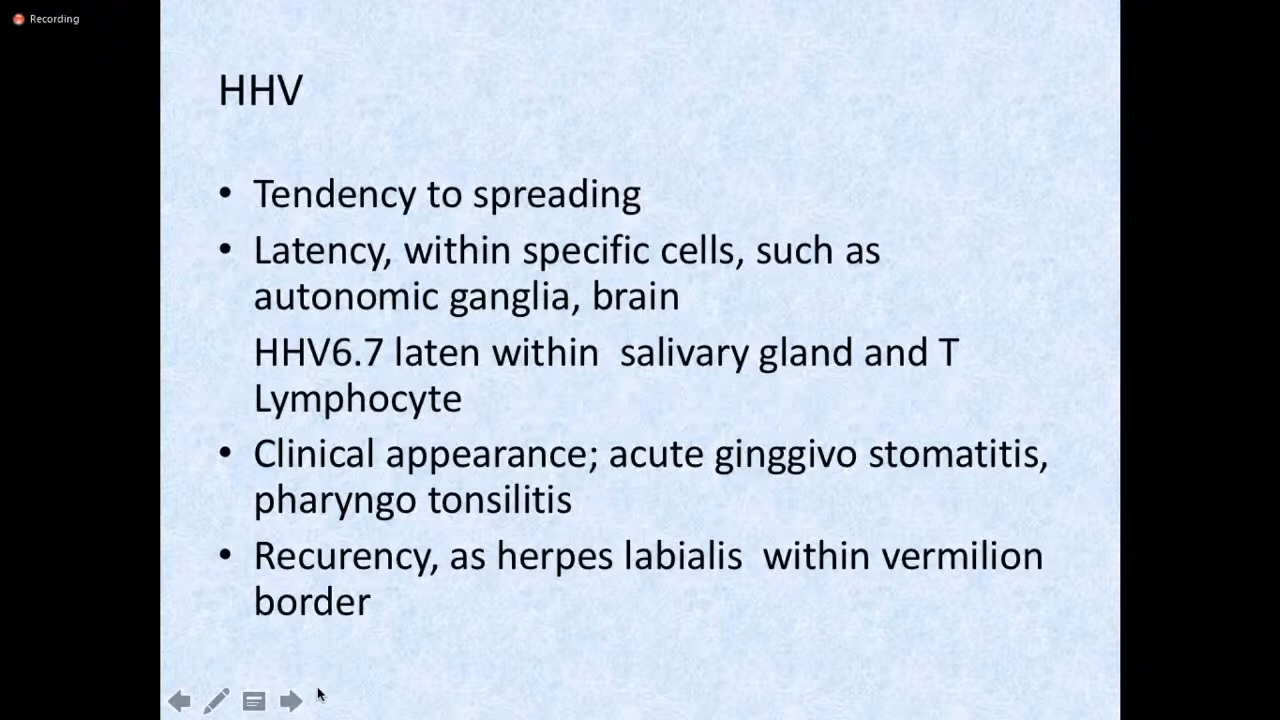 Recording
HHV
• Tendency to spreading
• Latency, within specific cells, such as
autonomic ganglia, brain
HHV6.7 laten within  salivary gland and T
Lymphocyte
• Clinical appearance; acute ginggivo stomatitis,
pharyngo tonsilitis
• Recurency, as herpes labialis  within vermilion
border